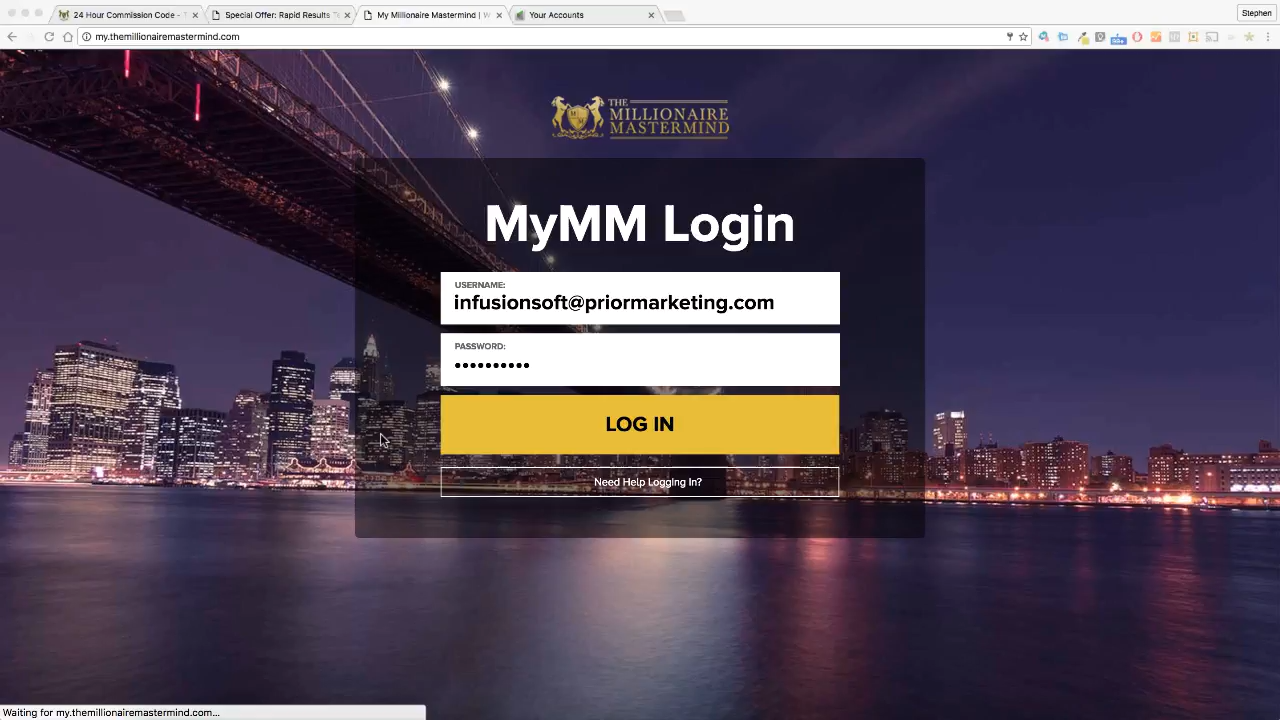 24 Hour Commission Code -
Special Offer: Rapid Results
My Millionaire Mastermind | W
Your Accounts
Stephen
my.themillionairemastermind.com
THE
MILLIONAIRE
MASTERMIND
MyMM Login
USERNAME:
infusionsoft@priormarketing.com
PASSWORD:
LOG IN
Need Help Logging In?
Waiting for my.themillionairemastermind.com...